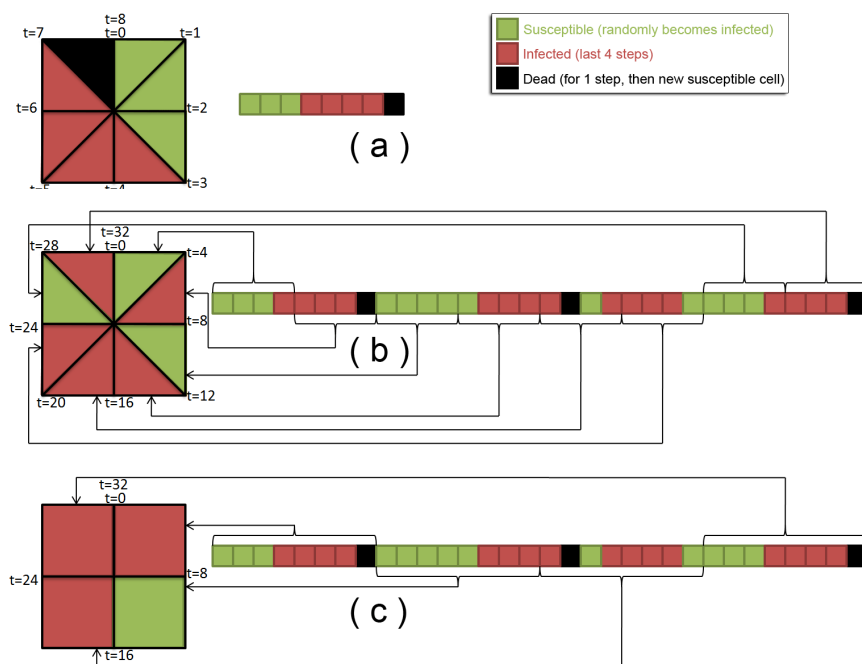 t=8
t=0
t=7
t=1
t=6
t=2
t=5
t=4
t=3
( a )
Susceptible (randomly becomes infected)
Infected (last 4 steps)
Dead (for 1 step, then new susceptible cell)
t=32
t=0
t=28
t=4
t=24
t=8
t=20
t=16
t=12
( b )
t=32
t=0
t=24
t=8
t=16
( c )